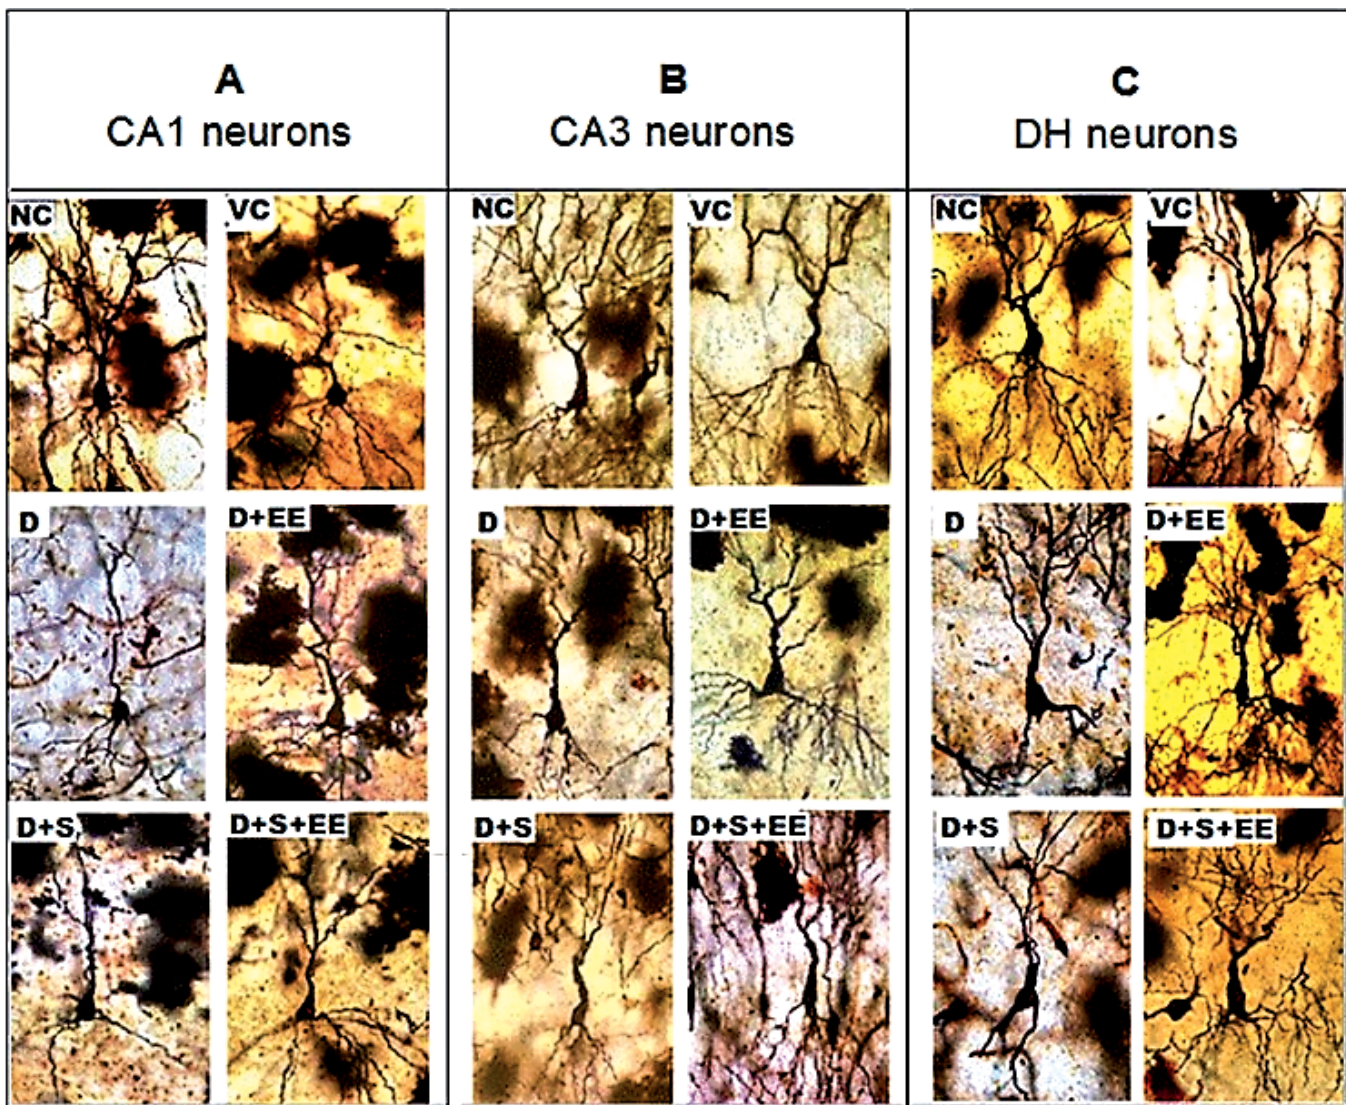 A
CA1 neurons
B
CA3 neurons
C
DH neurons
NC
VC
NC
VC
NC
VC
D
D+EE
D
D+EE
D
D+EE
D+S
D+S+EE
D+S
D+S+EE
D+S
D+S+EE